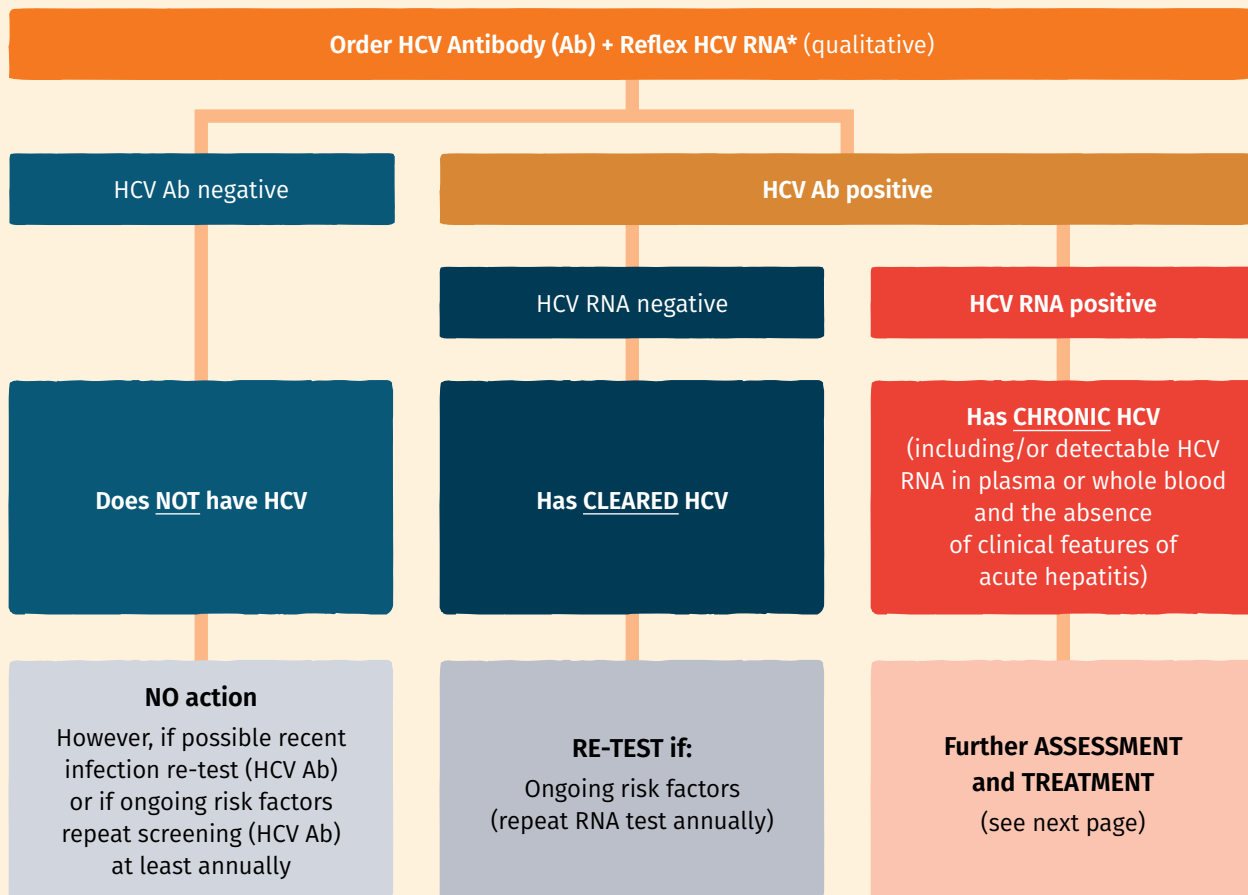 Order HCV Antibody (Ab) + Reflex HCV RNA* (qualitative)
HCV Ab negative
HCV Ab positive
HCV RNA negative
HCV RNA positive
Does NOT have HCV
Has CLEARED HCV
Has CHRONIC HCV
(including/or detectable HCV
RNA in plasma or whole blood
and the absence
of clinical features of
acute hepatitis)
NO action
However, if possible recent
infection re-test (HCV Ab)
or if ongoing risk factors
repeat screening (HCV Ab)
at least annually
RE-TEST if:
Ongoing risk factors
(repeat RNA test annually)
Further ASSESSMENT
and TREATMENT
(see next page)